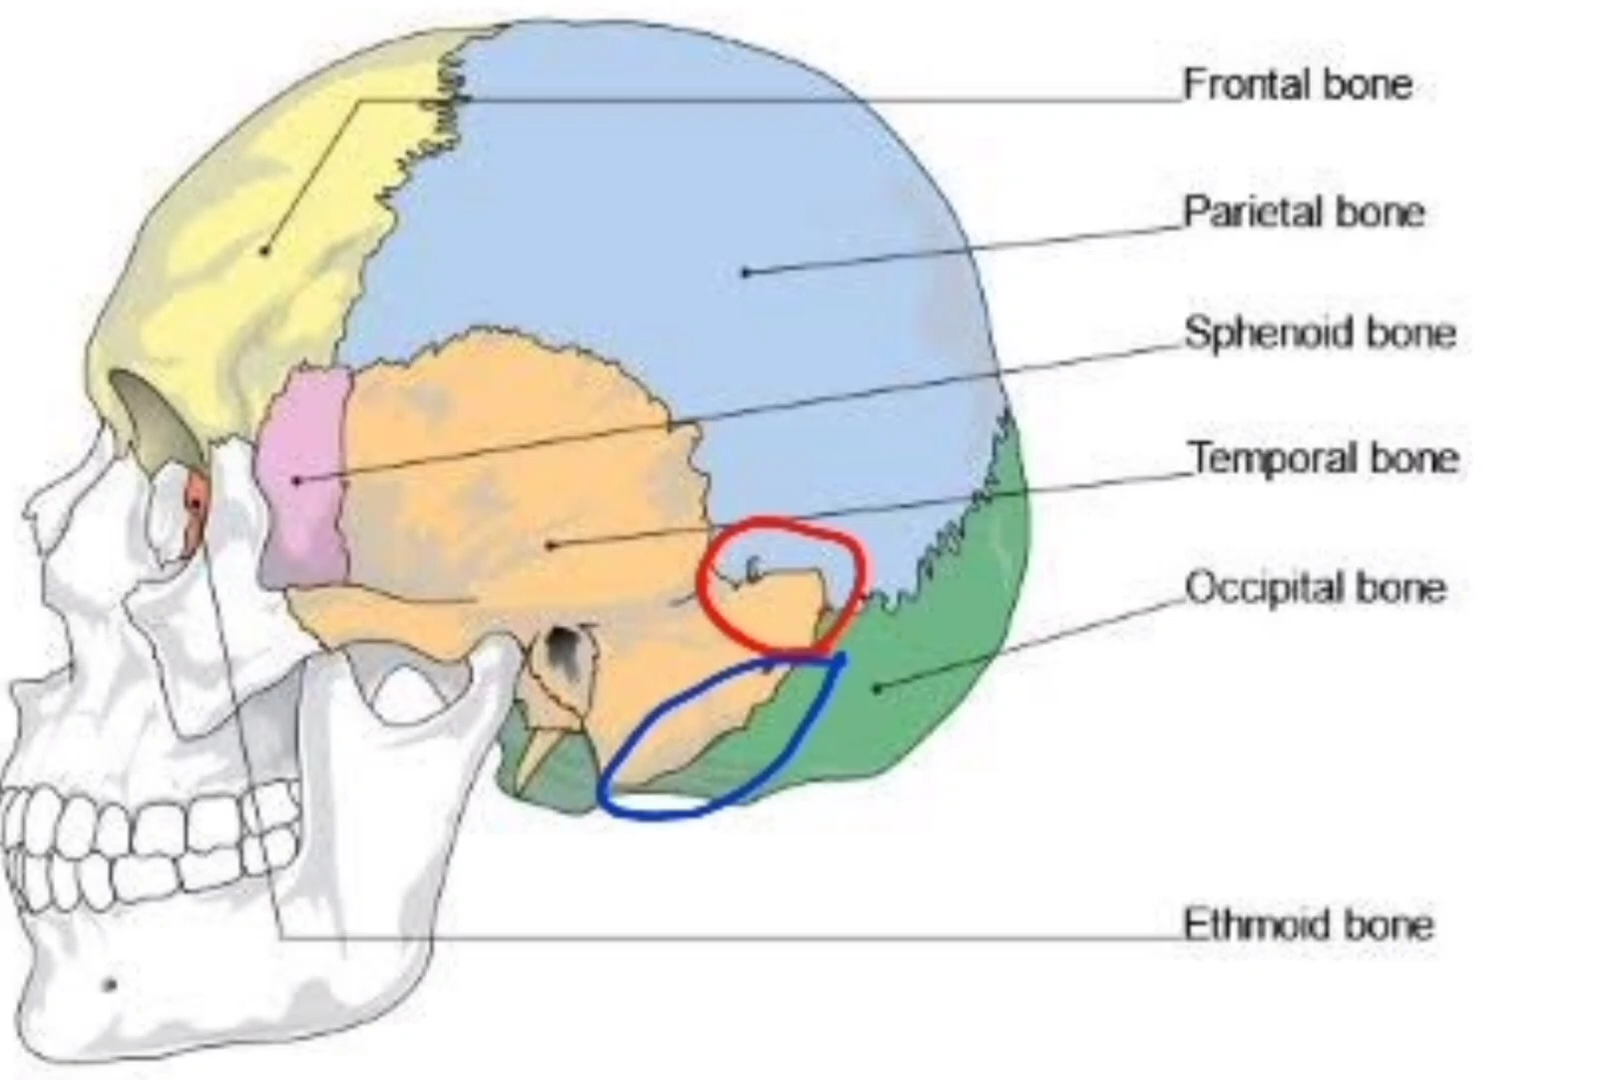 Frontal bone
Parietal bone
Sphenoid bone
Temporal bone
Occipital bone
Ethmoid bone